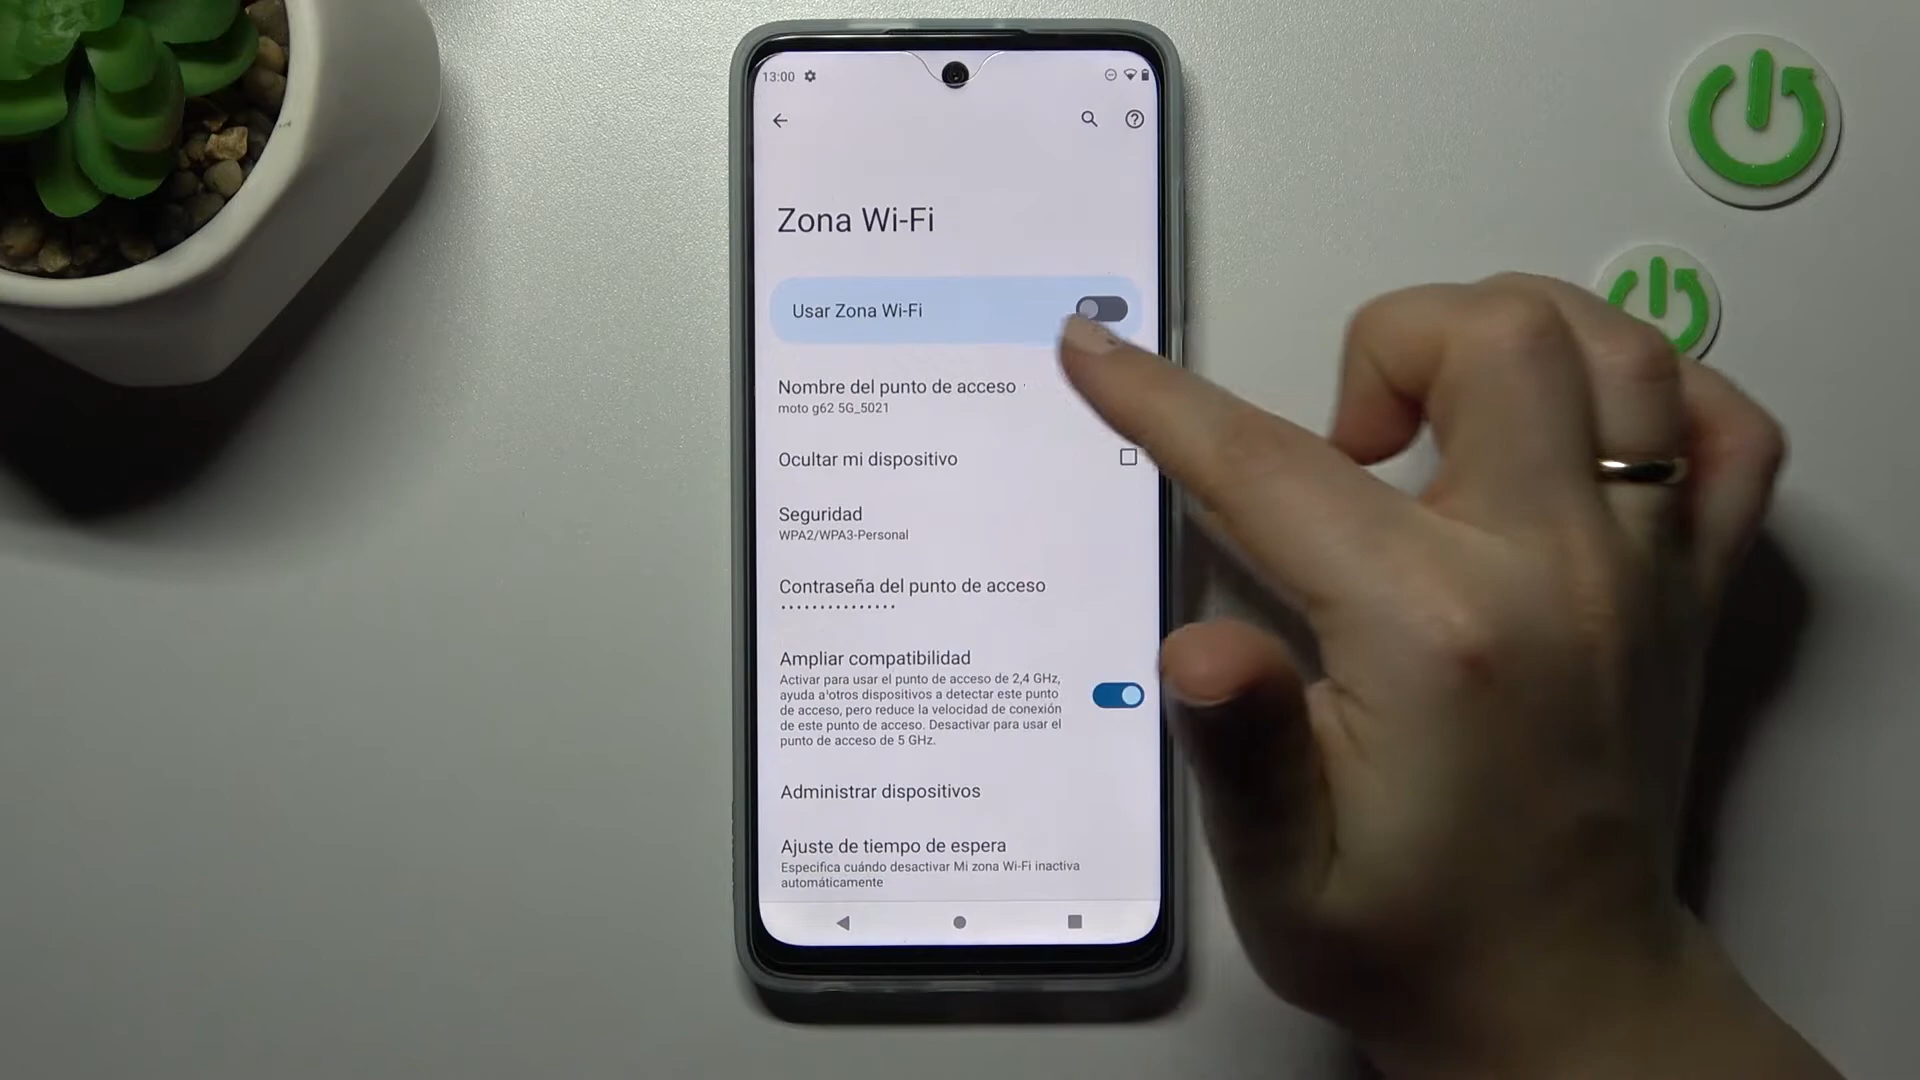 13:00
Zona Wi-Fi
Usar Zona Wi-Fi
Nombre del punto de acceso
moto g62 5G_5021
Ocultar mi dispositivo
Seguridad
WPA2/WPA3-Personal
Contraseña del punto de acceso
•••••••••••••••
Ampliar compatibilidad
Activar para usar el punto de acceso de 2,4 GHz,
ayuda a otros dispositivos a detectar este punto
de acceso, pero reduce la velocidad de conexión
de este punto de acceso. Desactivar para usar el
punto de acceso de 5 GHz.
Administrar dispositivos
Ajuste de tiempo de espera
Especifica cuándo desactivar Mi zona Wi-Fi inactiva
automáticamente